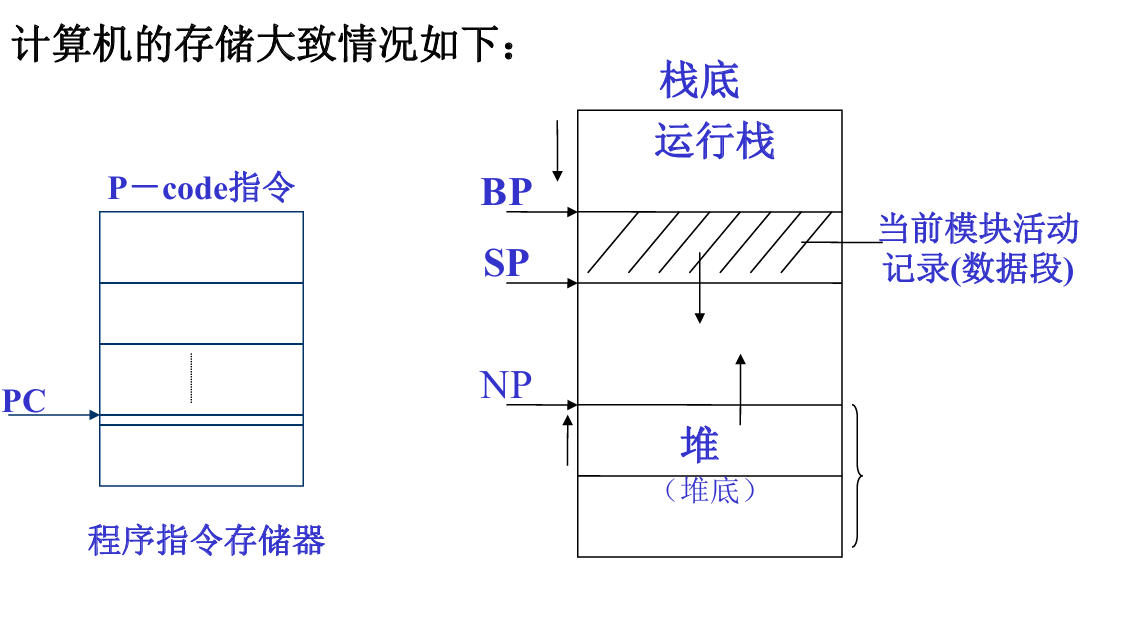 计算机的存储大致情况如下：
栈底
运行栈
P－code指令
BP
当前模块活动
记录(数据段)
SP
NP
PC
堆
（堆底）
程序指令存储器